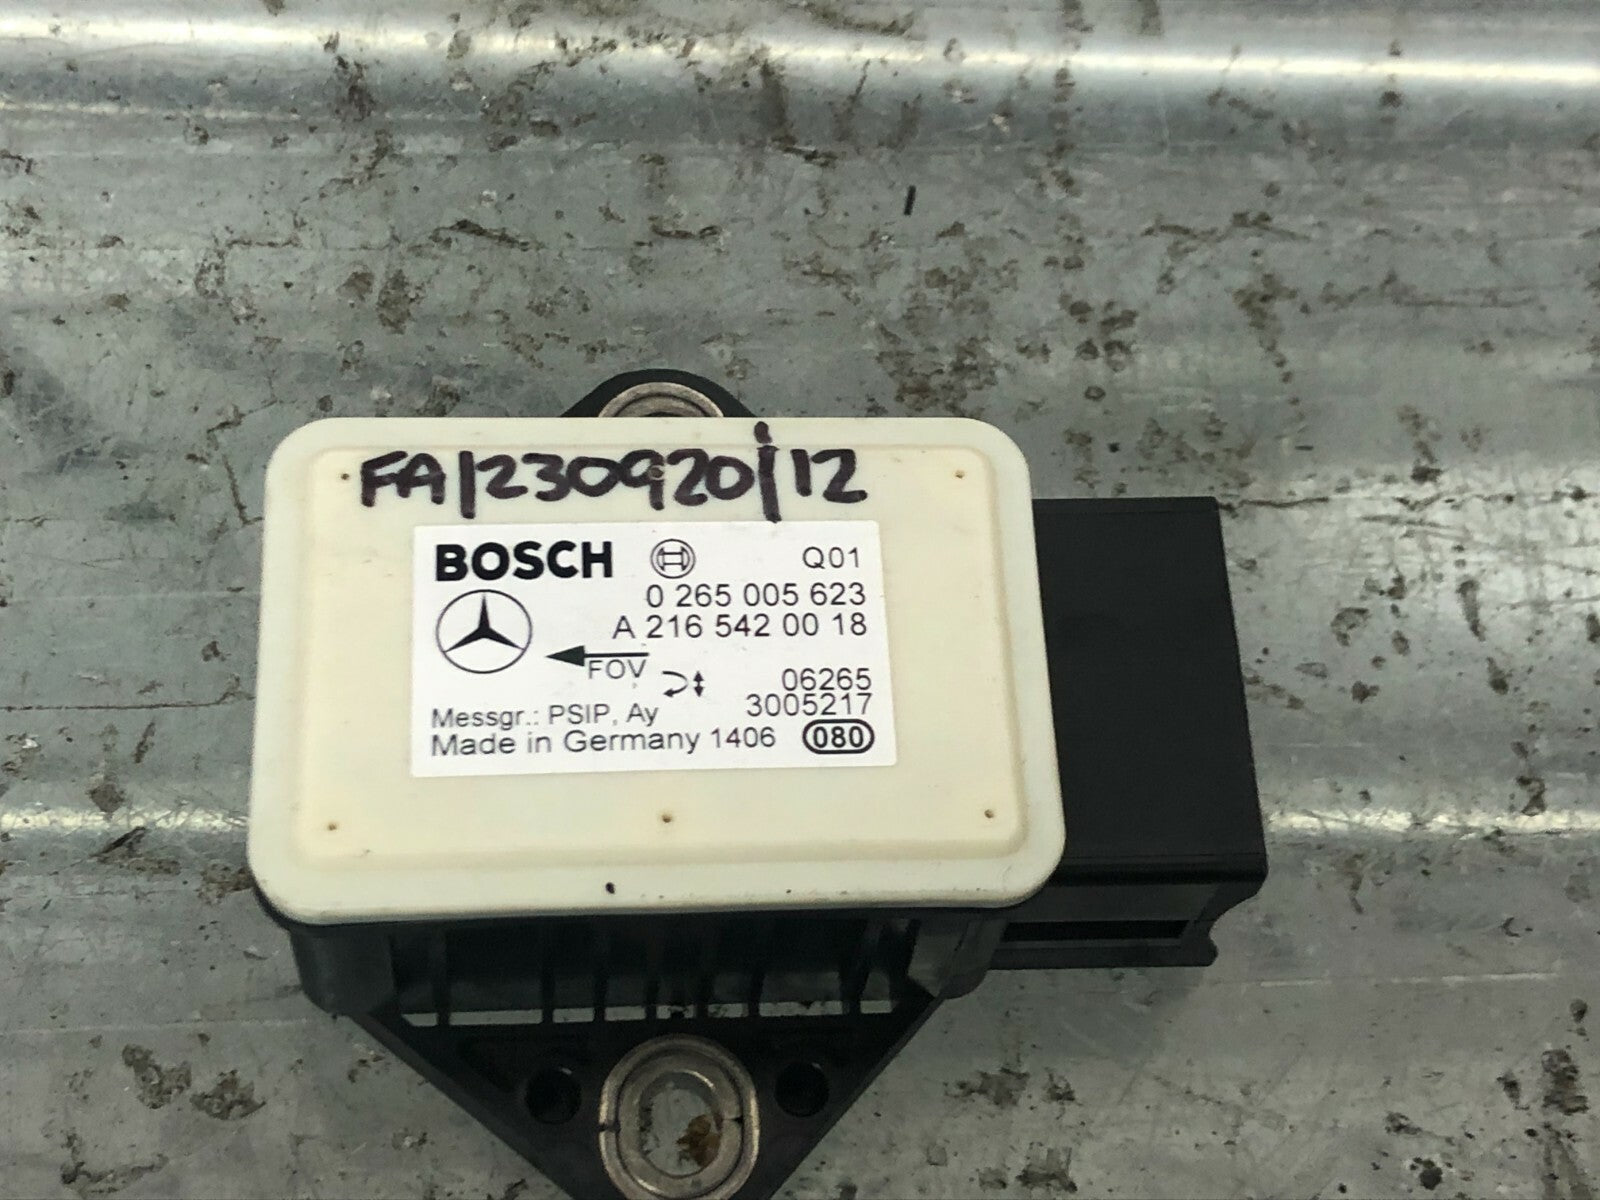 FA/230920/12
BOSCH Q01
0 265 005 623
A 216 542 00 18
FOV
06265
3005217
Messgr.: PSIP, Ay
Made in Germany 1406 080